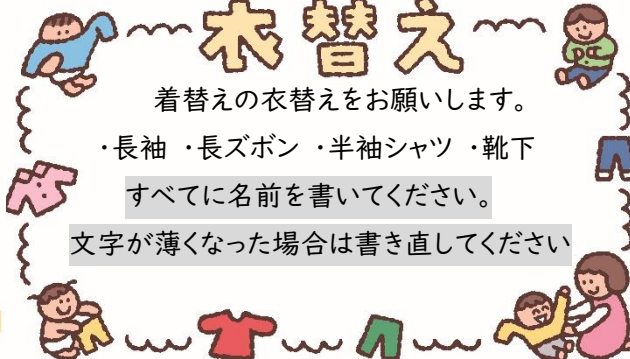 衣替え
着替えの衣替えをお願いします。
・長袖 ・長ズボン ・半袖シャツ ・靴下
すべてに名前を書いてください。
文字が薄くなった場合は書き直してください